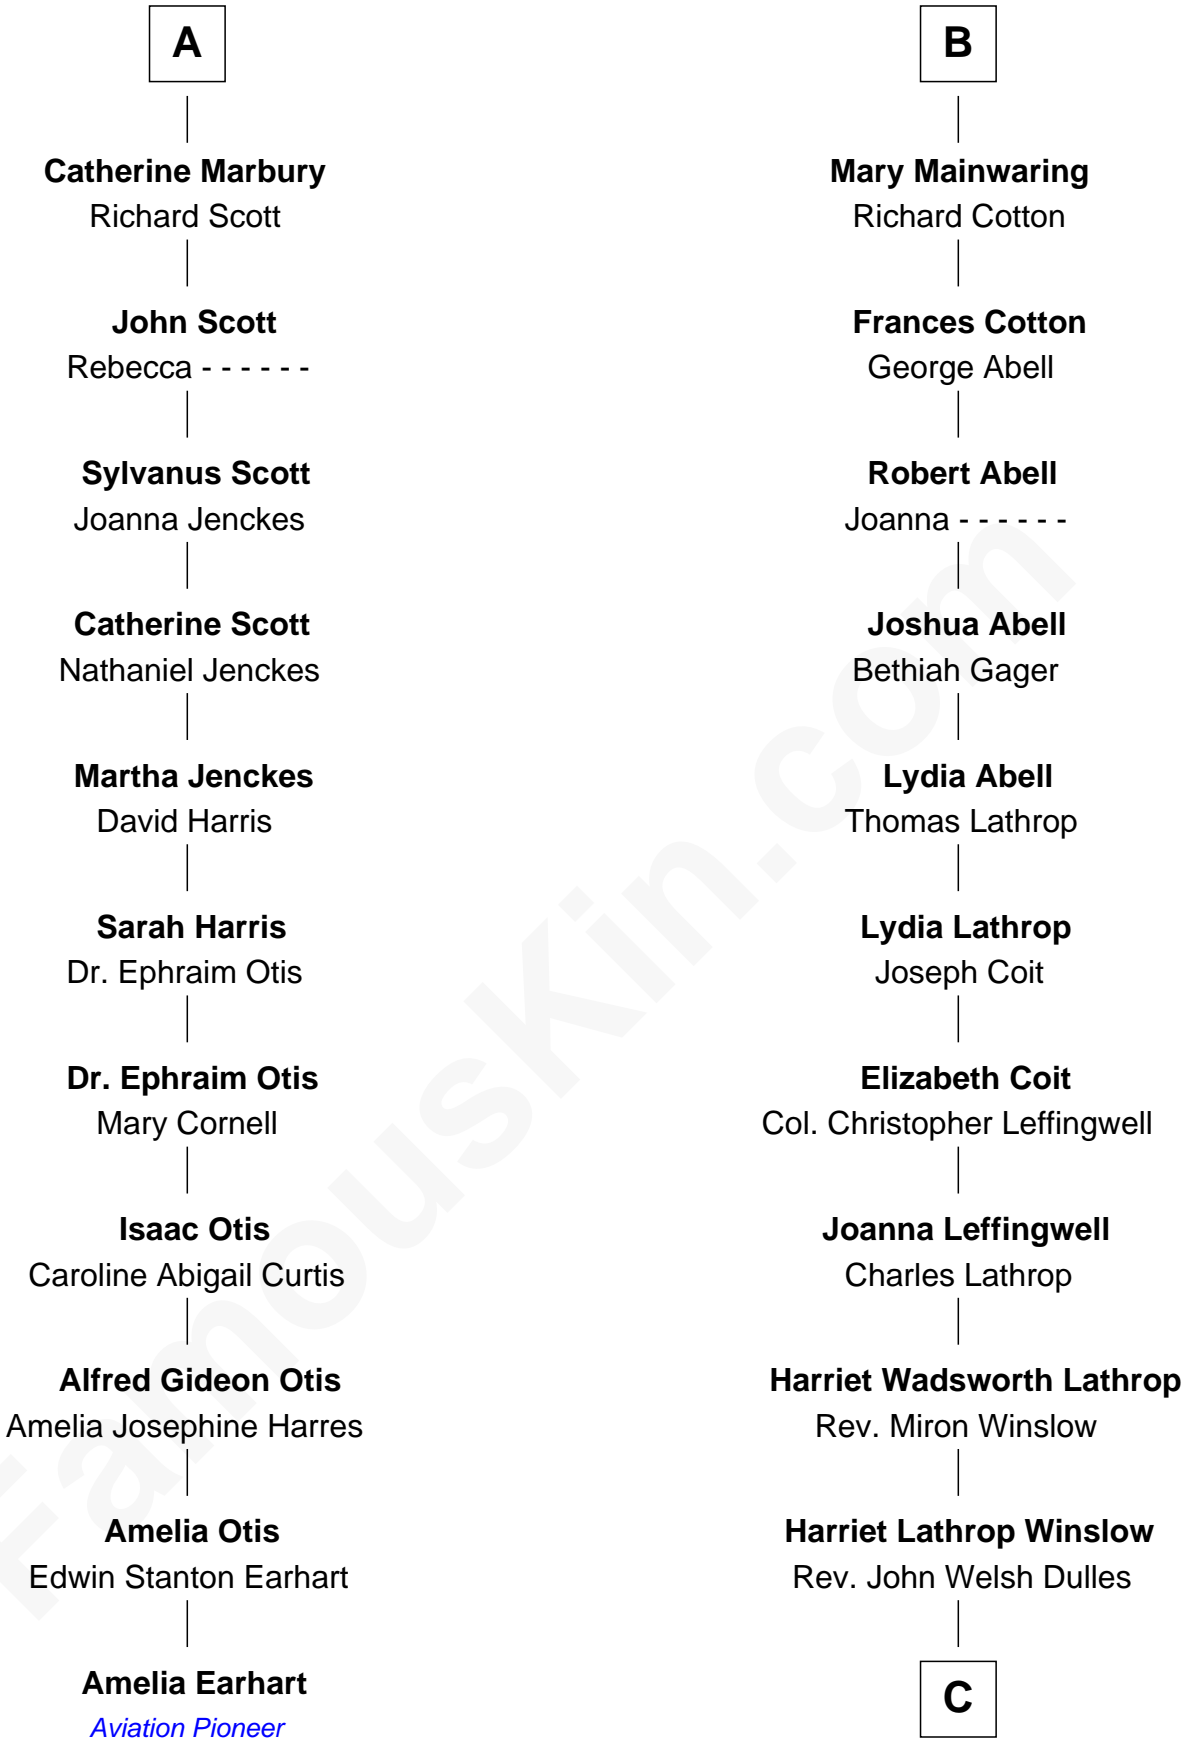 A
Catherine Marbury
Richard Scott
John Scott
Rebecca - - - - - -
Sylvanus Scott
Joanna Jenckes
Catherine Scott
Nathaniel Jenckes
Martha Jenckes
David Harris
Sarah Harris
Dr. Ephraim Otis
Dr. Ephraim Otis
Mary Cornell
Isaac Otis
Caroline Abigail Curtis
Alfred Gideon Otis
Amelia Josephine Harres
Amelia Otis
Edwin Stanton Earhart
Amelia Earhart
Aviation Pioneer
B
Mary Mainwaring
Richard Cotton
Frances Cotton
George Abell
Robert Abell
Joanna - - - - - -
Joshua Abell
Bethiah Gager
Lydia Abell
Thomas Lathrop
Lydia Lathrop
Joseph Coit
Elizabeth Coit
Col. Christopher Leffingwell
Joanna Leffingwell
Charles Lathrop
Harriet Wadsworth Lathrop
Rev. Miron Winslow
Harriet Lathrop Winslow
Rev. John Welsh Dulles
C
FamousKin.com